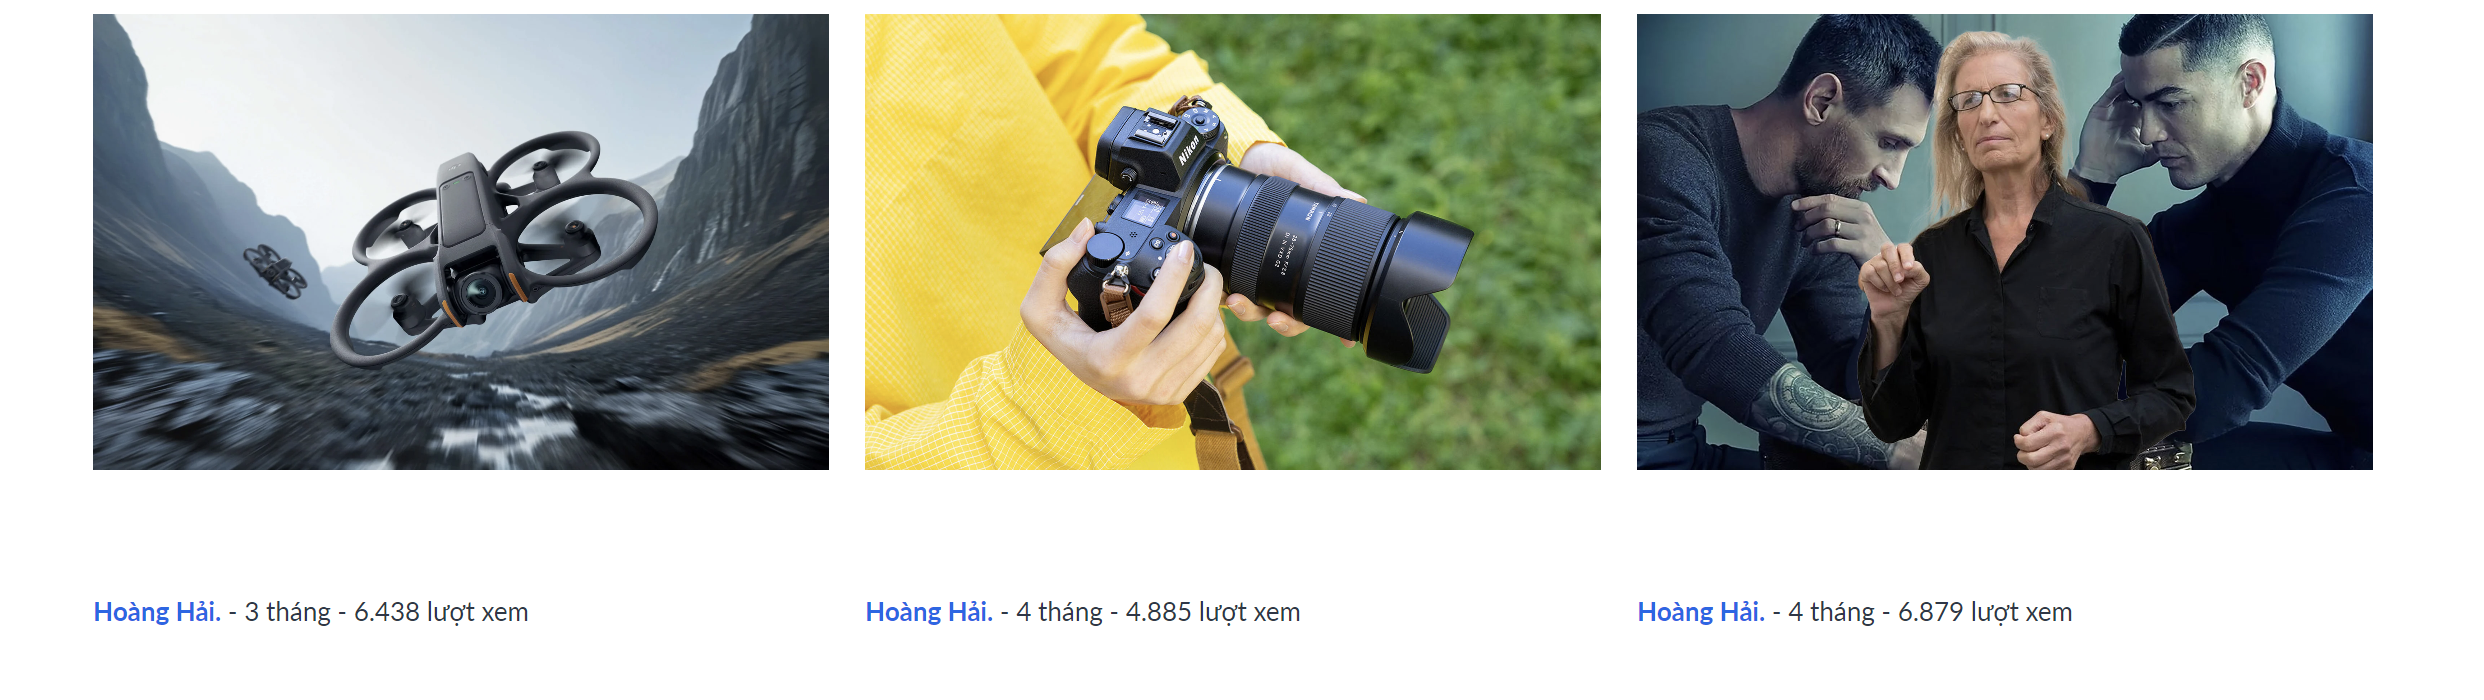 Nikon
TAMRON
Hoàng Hải. - 3 tháng - 6.438 lượt xem
Hoàng Hải. - 4 tháng - 4.885 lượt xem
Hoàng Hải. - 4 tháng - 6.879 lượt xem